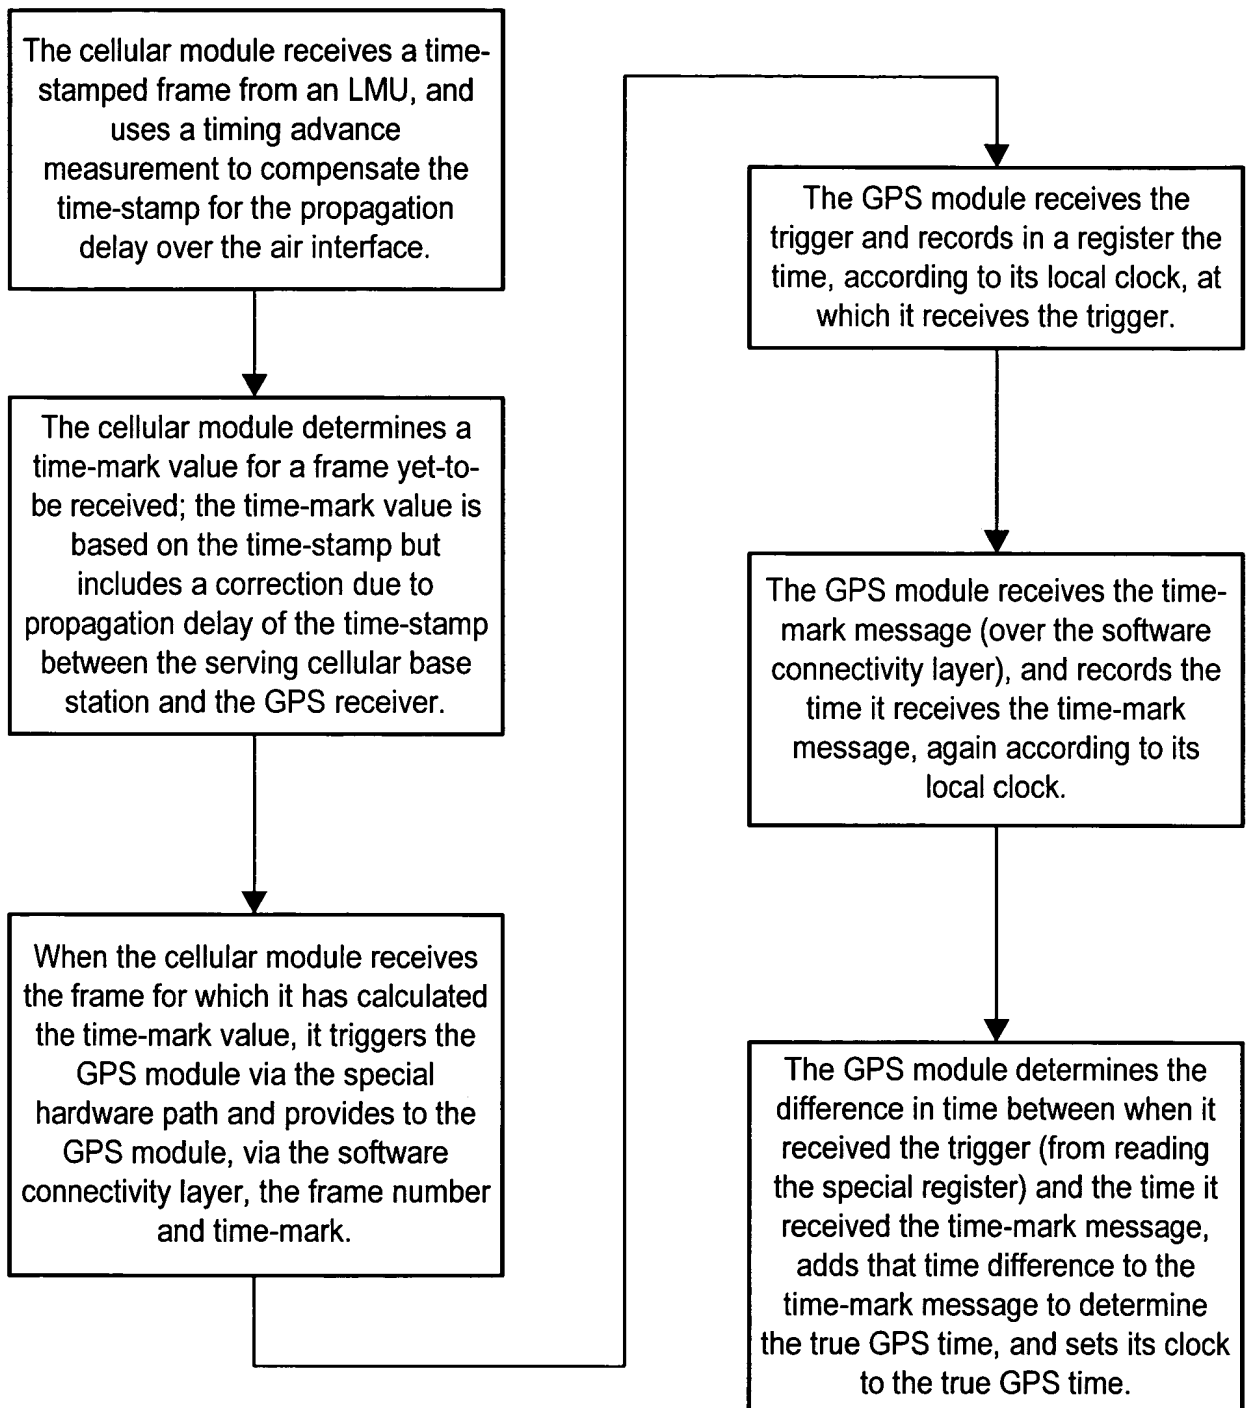 The cellular module receives a time-
stamped frame from an LMU, and
uses a timing advance
measurement to compensate the
time-stamp for the propagation
delay over the air interface.
The cellular module determines a
time-mark value for a frame yet-to-
be received; the time-mark value is
based on the time-stamp but
includes a correction due to
propagation delay of the time-stamp
between the serving cellular base
station and the GPS receiver.
When the cellular module receives
the frame for which it has calculated
the time-mark value, it triggers the
GPS module via the special
hardware path and provides to the
GPS module, via the software
connectivity layer, the frame number
and time-mark.
The GPS module receives the
trigger and records in a register the
time, according to its local clock, at
which it receives the trigger.
The GPS module receives the time-
mark message (over the software
connectivity layer), and records the
time it receives the time-mark
message, again according to its
local clock.
The GPS module determines the
difference in time between when it
received the trigger (from reading
the special register) and the time it
received the time-mark message,
adds that time difference to the
time-mark message to determine
the true GPS time, and sets its clock
to the true GPS time.